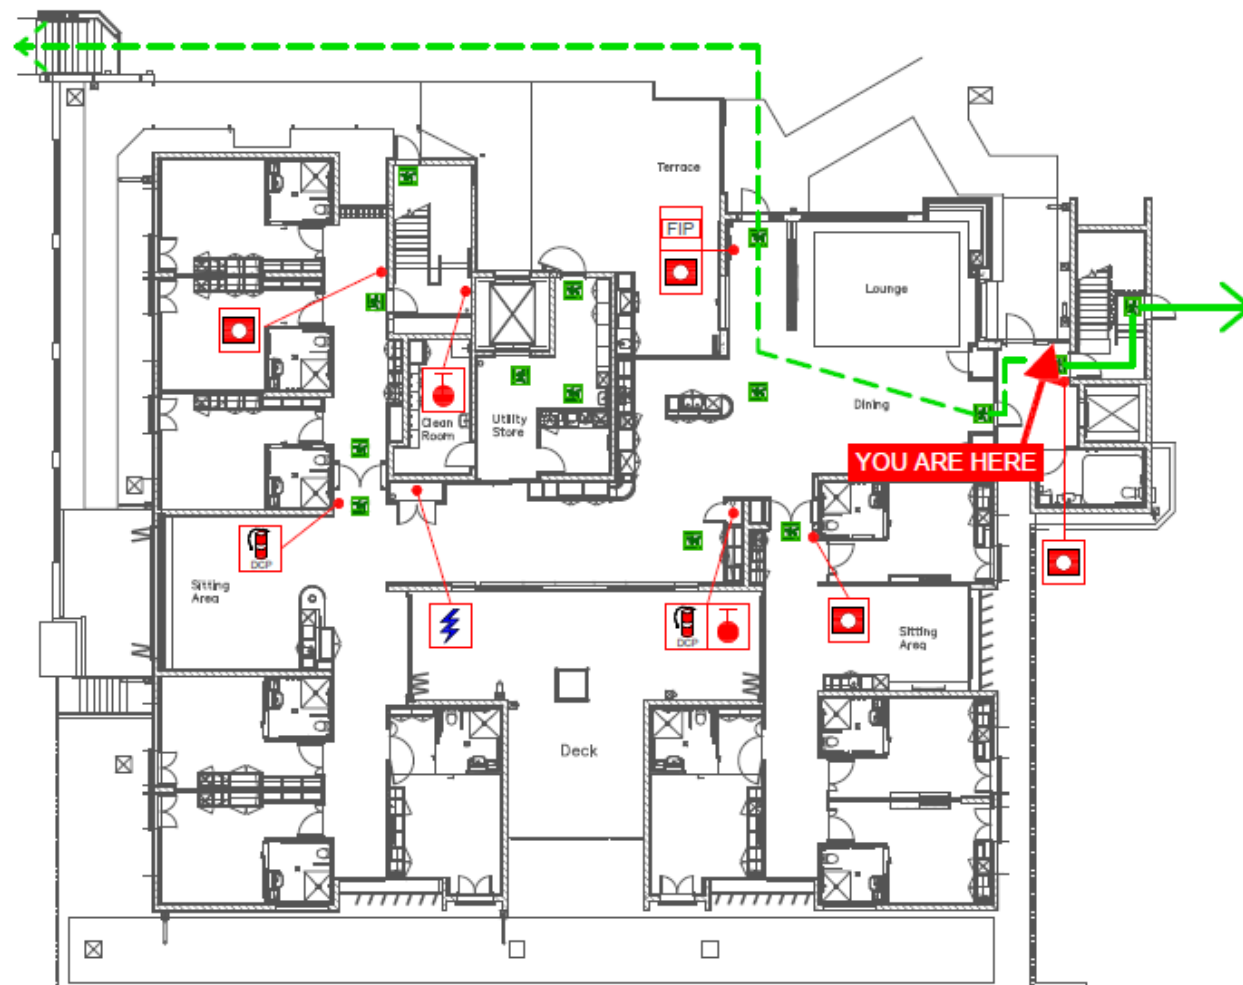 Terrace
FIP
Lounge
Dining
Clean
Room
Utility
Store
YOU ARE HERE
DCP
Sitting
Area
DCP
Sitting
Area
Deck